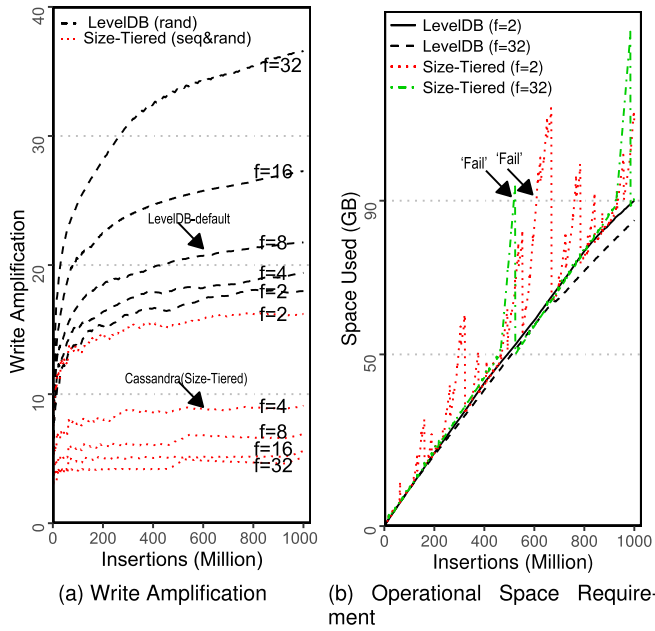 LevelDB (rand)
Size-Tiered (seq&rand)
f=32
f=16
LevelDB-default
f=8
f=4
f=2
f=2
Cassandra(Size-Tiered)
f=4
f=8
f=16
f=32
Write Amplification
0
10
20
30
40
0
200
400
600
800
1000
Insertions (Million)
(a) Write Amplification
LevelDB (f=2)
LevelDB (f=32)
Size-Tiered (f=2)
Size-Tiered (f=32)
'Fail'
'Fail'
Space Used (GB)
0
50
90
0
200
400
600
800
1000
Insertions (Million)
(b) Operational Space Require-
ment